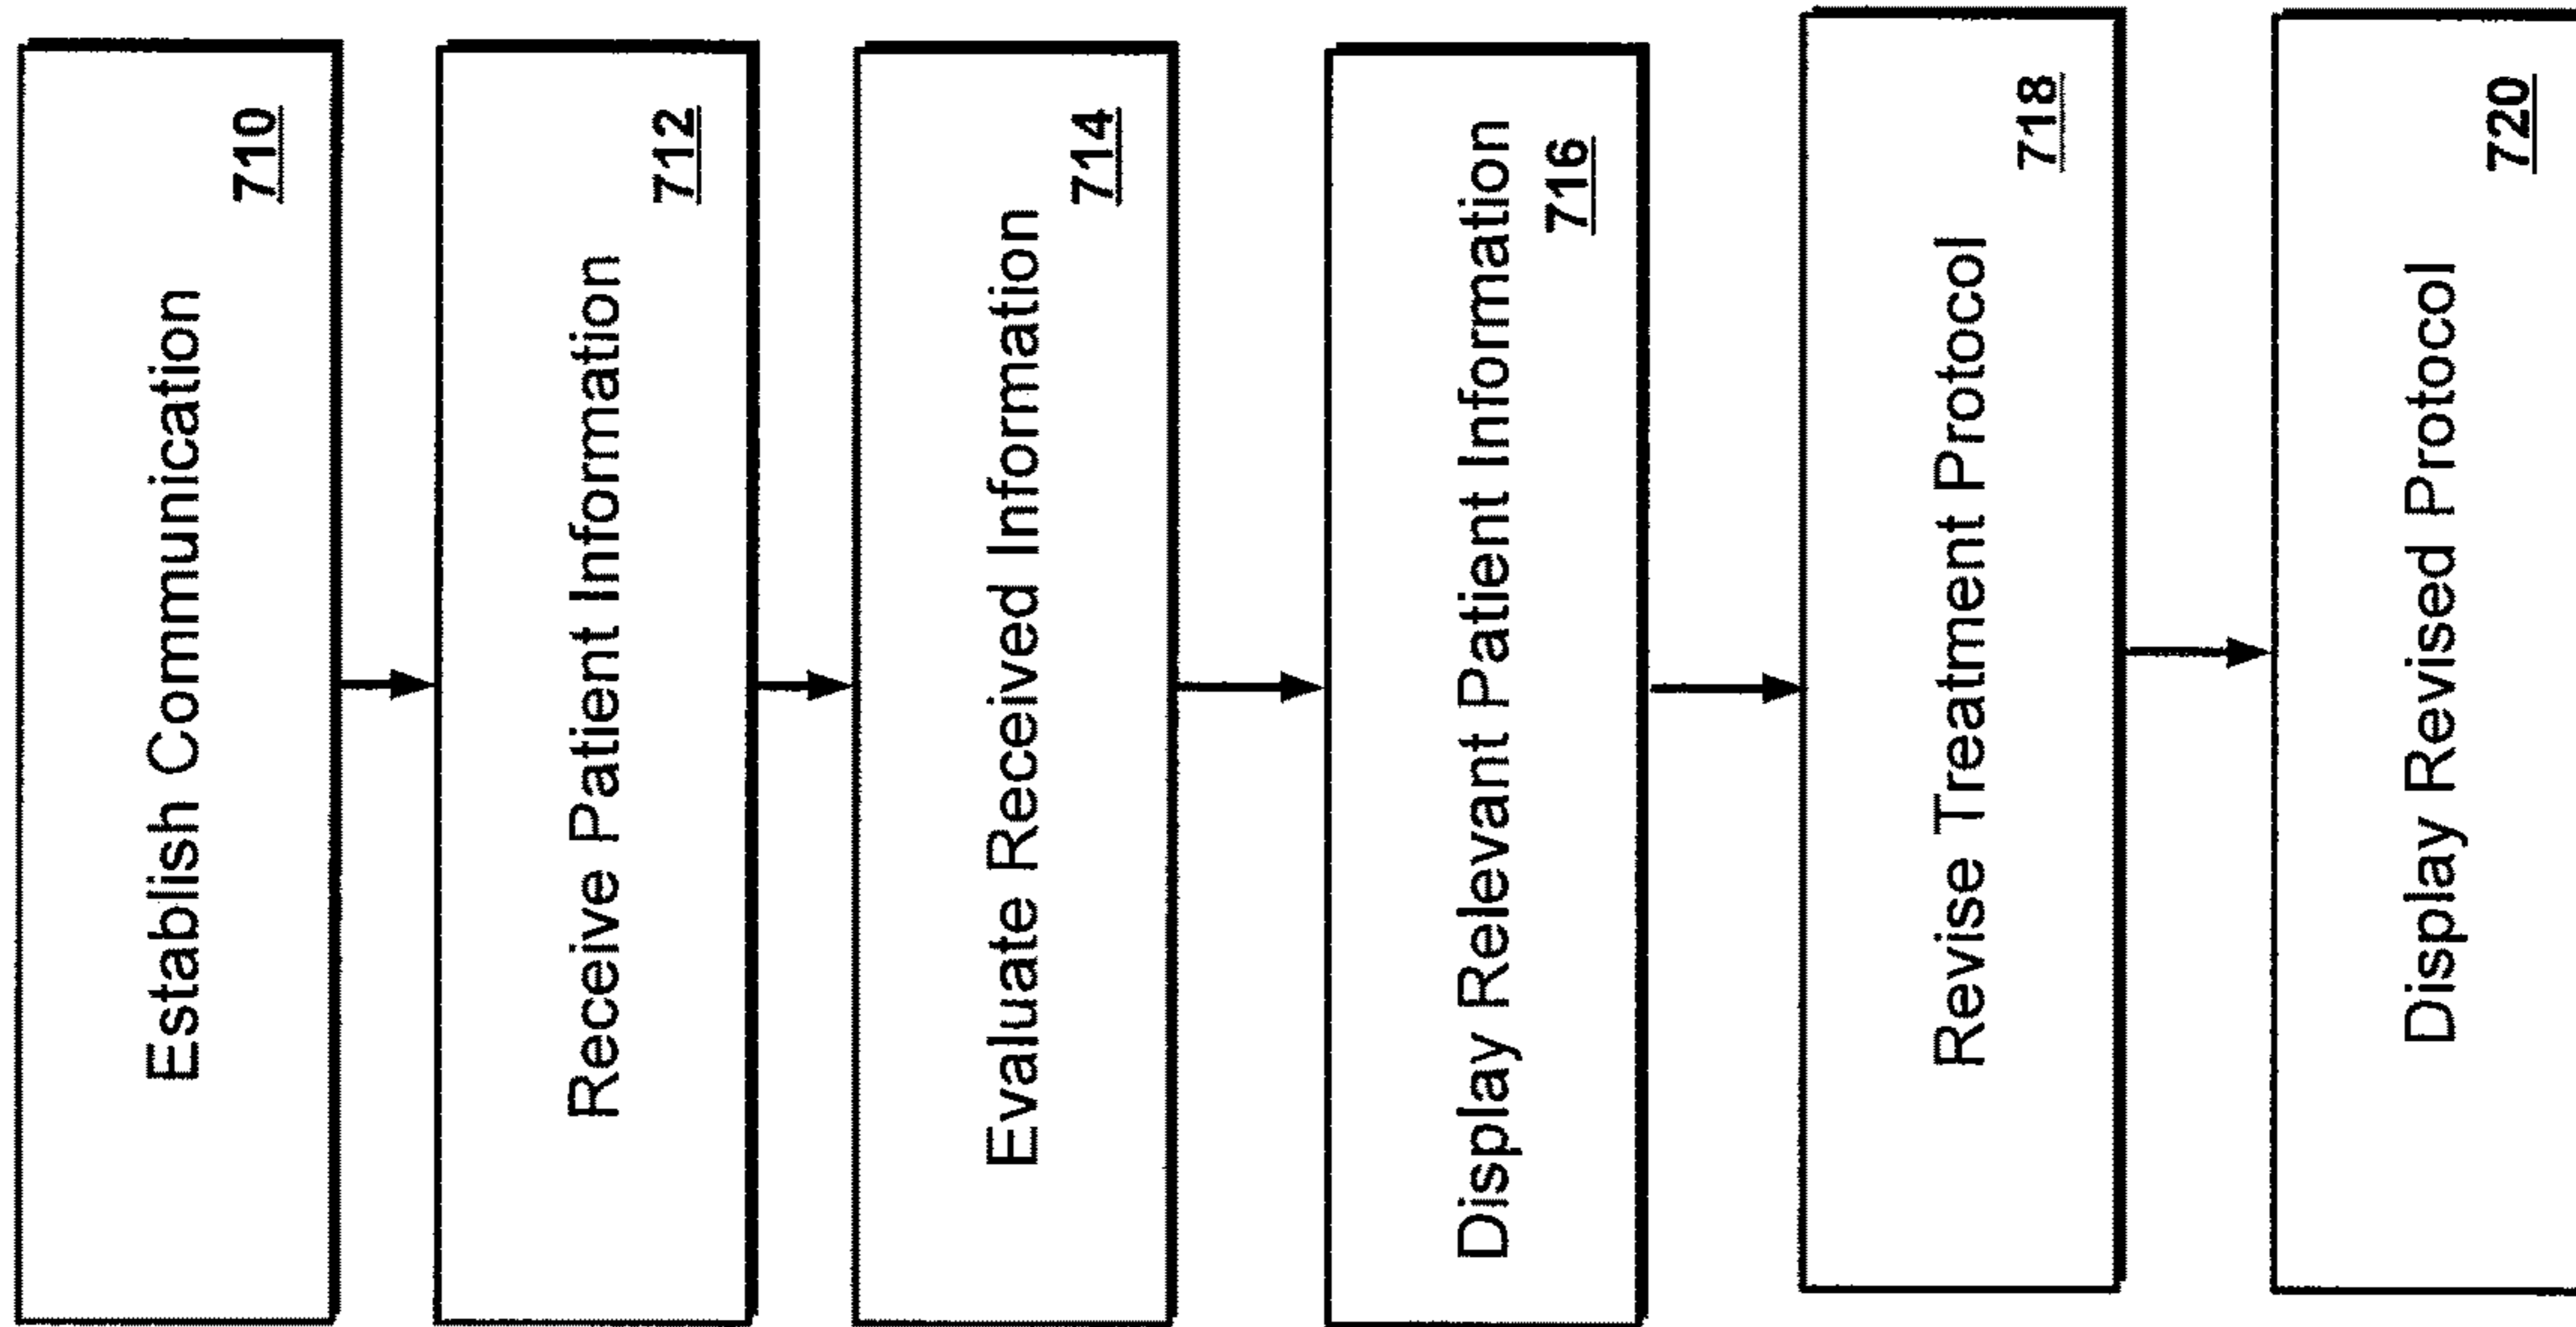 Establish Communication
710
Receive Patient Information
712
Evaluate Received Information
714
Display Relevant Patient Information
716
Revise Treatment Protocol
718
Display Revised Protocol
720